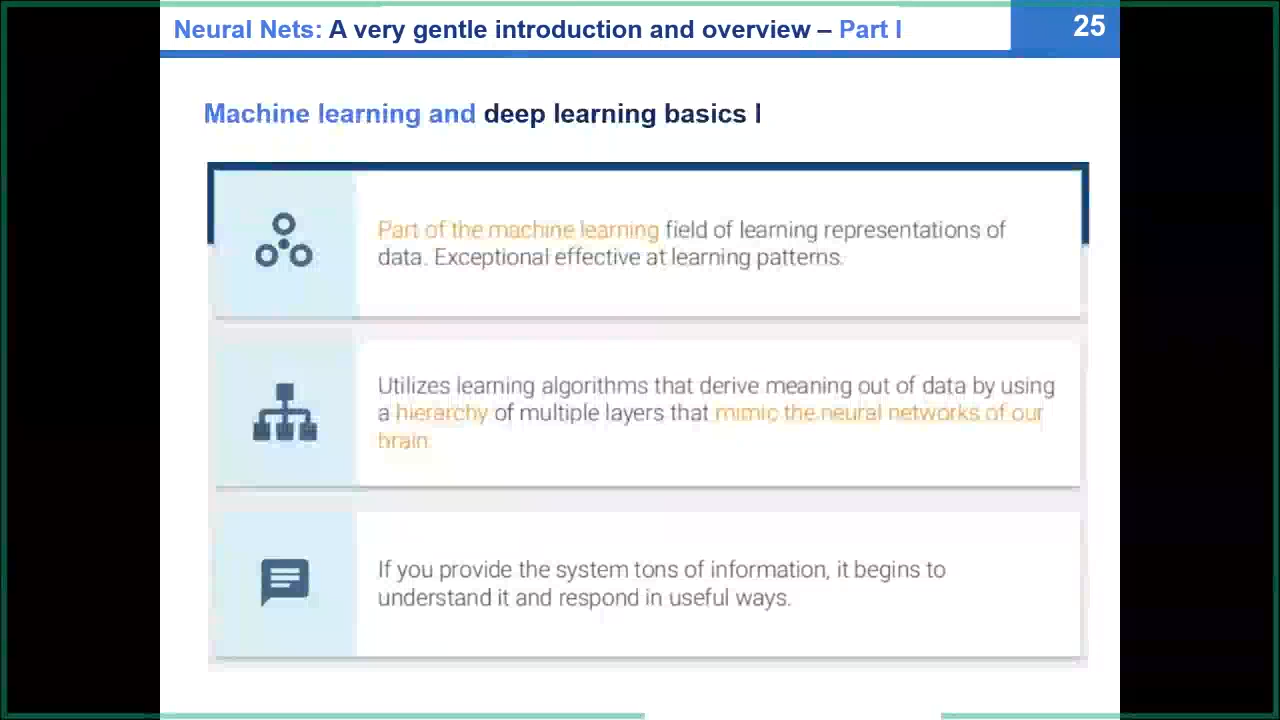 Neural Nets: A very gentle introduction and overview – Part I
25
Machine learning and deep learning basics I
Part of the machine learning field of learning representations of
data. Exceptional effective at learning patterns.
Utilizes learning algorithms that derive meaning out of data by using
a hierarchy of multiple layers that mimic the neural networks of our
brain
If you provide the system tons of information, it begins to
understand it and respond in useful ways.